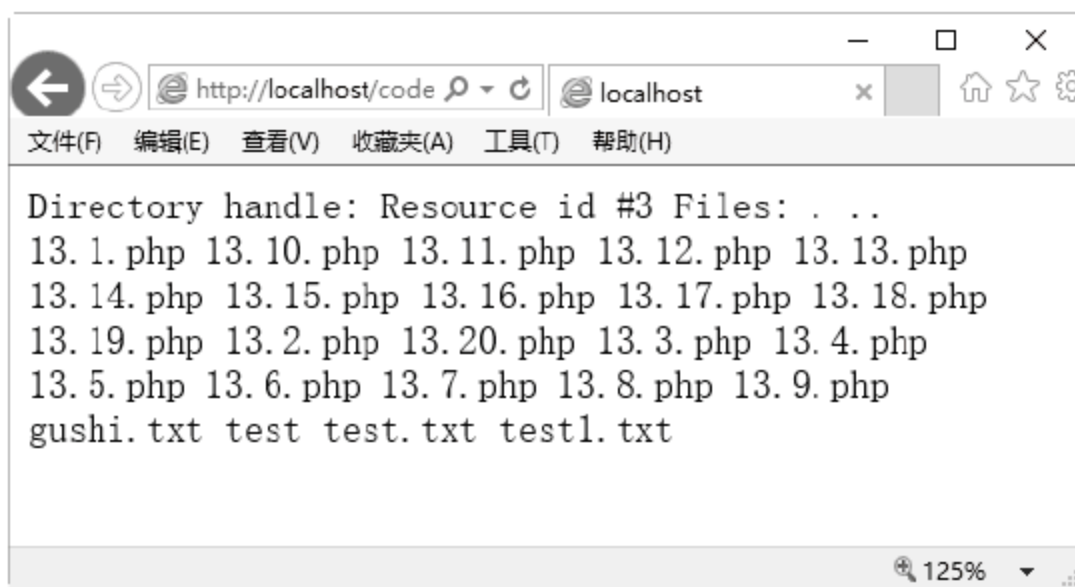 http://localhost/code
localhost
文件(F) 编辑(E) 查看(V) 收藏夹(A) 工具(T) 帮助(H)
Directory handle: Resource id #3 Files: . ..
13.1.php 13.10.php 13.11.php 13.12.php 13.13.php
13.14.php 13.15.php 13.16.php 13.17.php 13.18.php
13.19.php 13.2.php 13.20.php 13.3.php 13.4.php
13.5.php 13.6.php 13.7.php 13.8.php 13.9.php
gushi.txt test test.txt test1.txt
125%